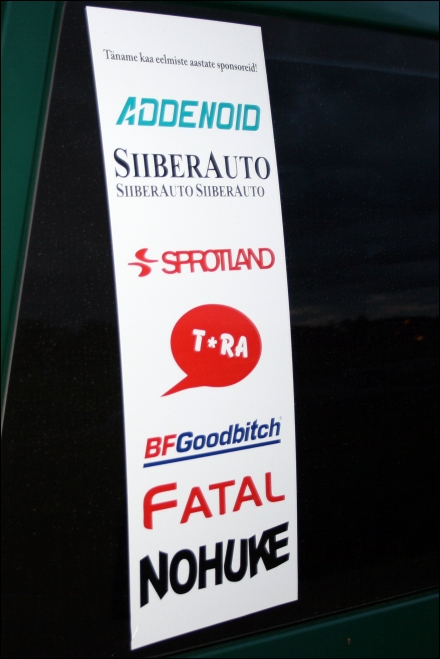 Täname kaa eelmiste aastate sponsoreid!
ADDENOID
SIIBERAUTO
SIIBERAUTO SIIBERAUTO
SPROTLAND
T*RA
BFGoodbitch
FATAL
NOHUKE